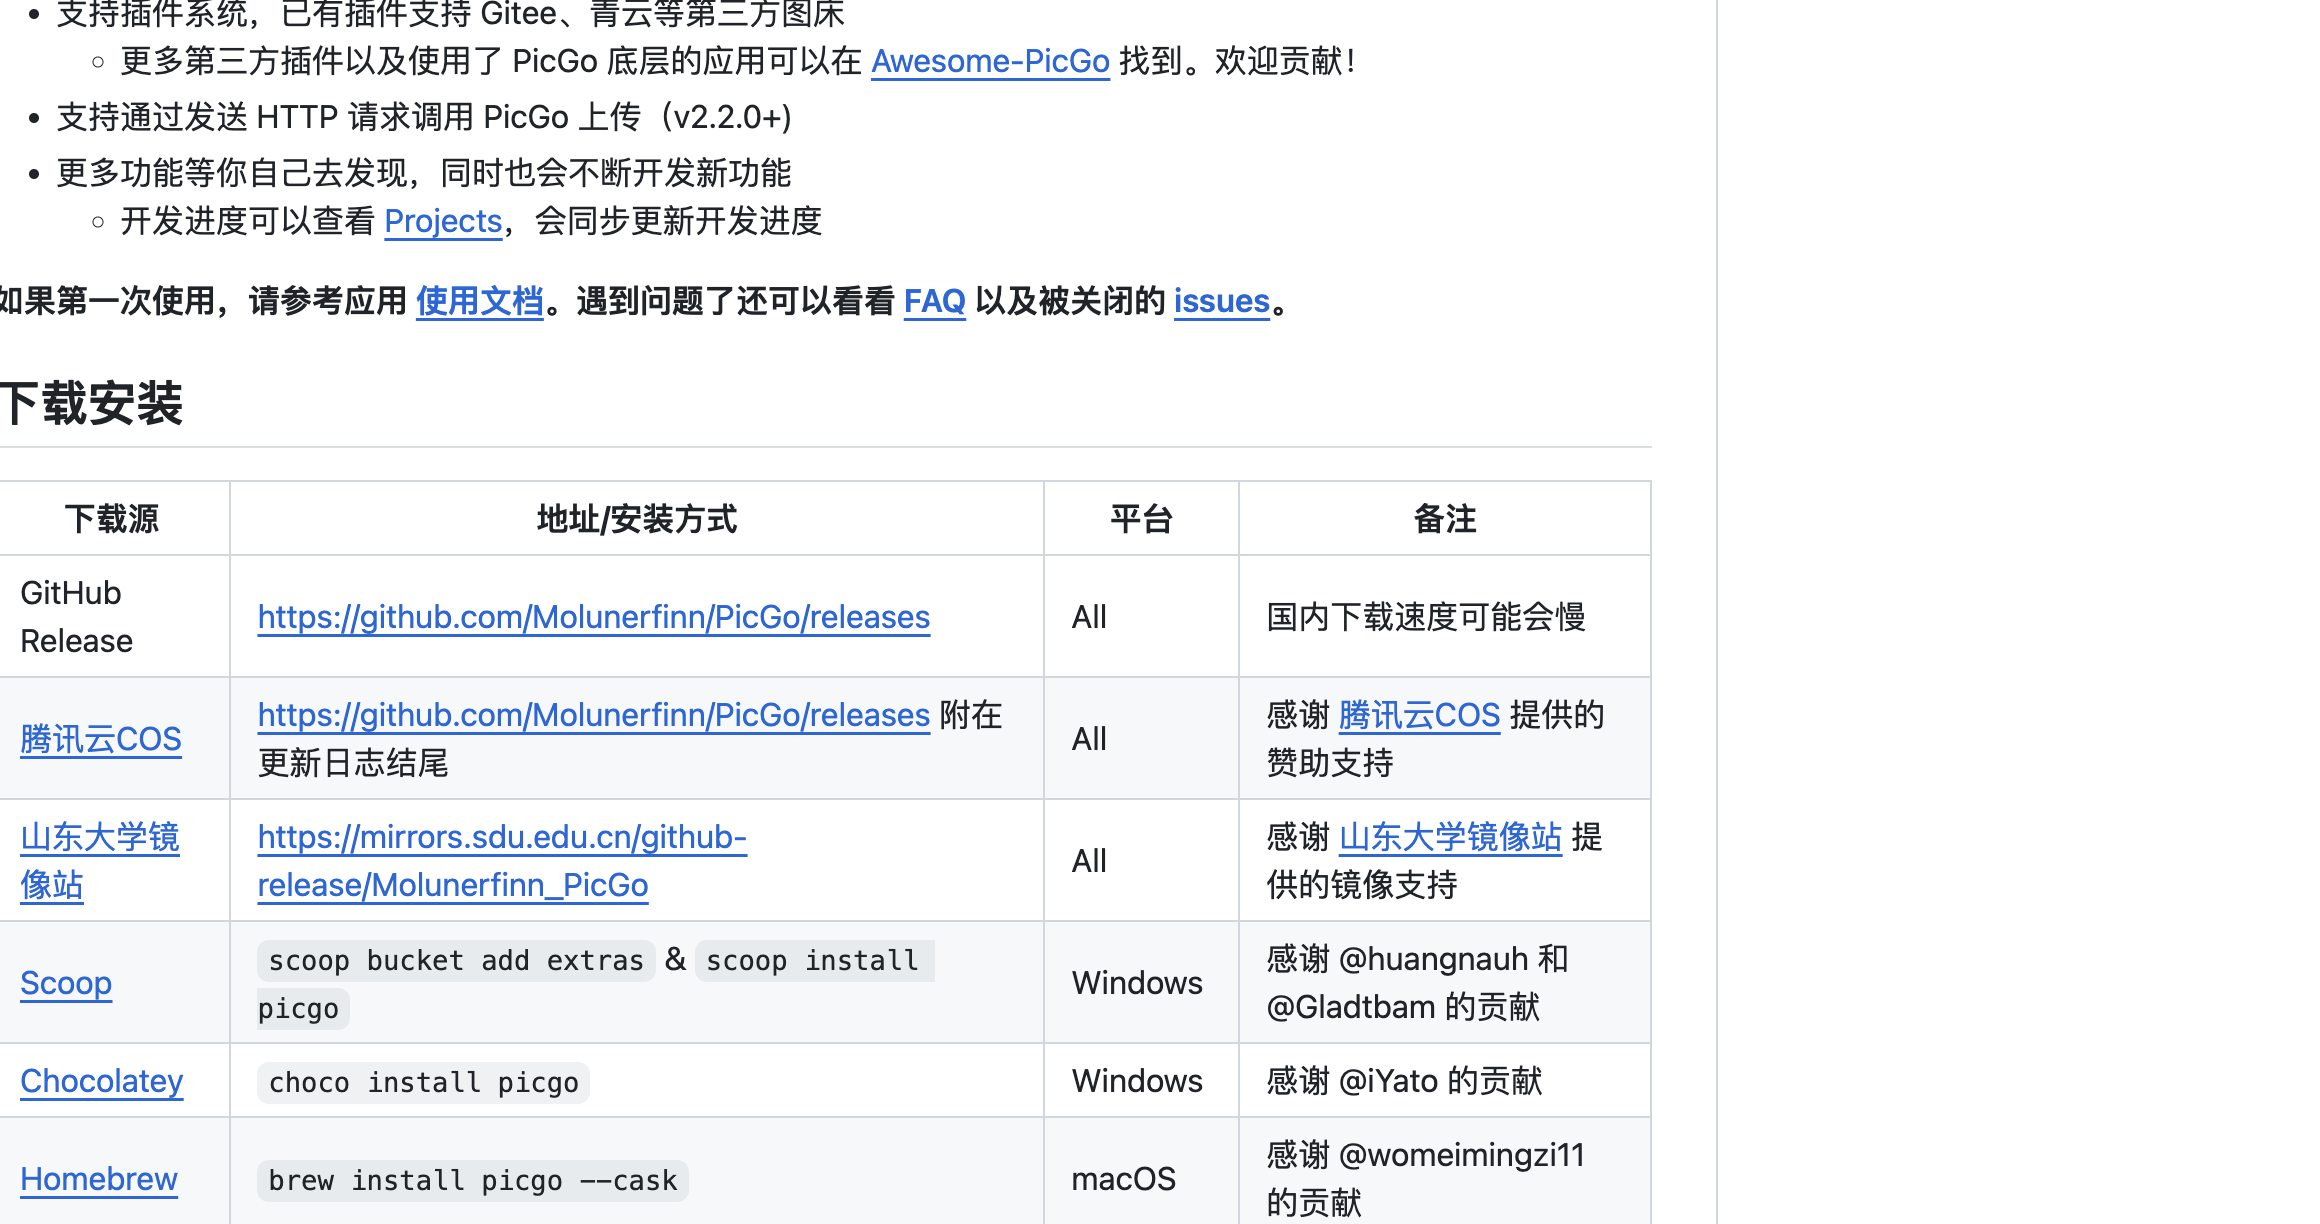 支持插件系统，已有插件支持 Gitee、青云等第三方图床
更多第三方插件以及使用了 PicGo 底层的应用可以在 Awesome-PicGo 找到。欢迎贡献！
支持通过发送 HTTP 请求调用 PicGo 上传（v2.2.0+)
更多功能等你自己去发现，同时也会不断开发新功能
开发进度可以查看 Projects，会同步更新开发进度
如果第一次使用，请参考应用 使用文档。遇到问题了还可以看看 FAQ 以及被关闭的 issues。
下载安装
下载源 地址/安装方式 平台 备注
GitHub
Release
https://github.com/Molunerfinn/PicGo/releases
All
国内下载速度可能会慢
腾讯云COS
https://github.com/Molunerfinn/PicGo/releases 附在
更新日志结尾
All
感谢 腾讯云COS 提供的
赞助支持
山东大学镜
像站
https://mirrors.sdu.edu.cn/github-
release/Molunerfinn_PicGo
All
感谢 山东大学镜像站 提
供的镜像支持
Scoop
scoop bucket add extras & scoop install
picgo
Windows
感谢 @huangnauh 和
@Gladtbam 的贡献
Chocolatey
choco install picgo
Windows
感谢 @iYato 的贡献
Homebrew
brew install picgo --cask
macOS
感谢 @womeimingzi11
的贡献